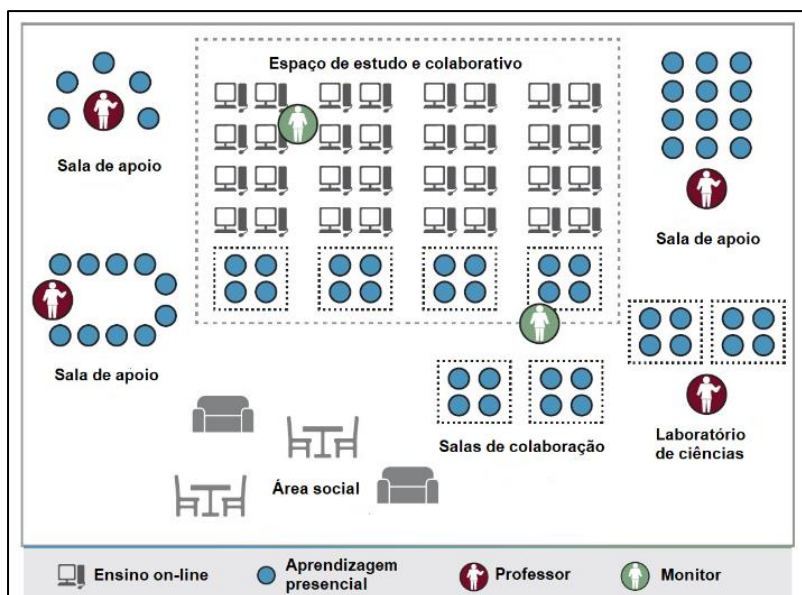 Espaço de estudo e colaborativo
Sala de apoio
Sala de apoio
Sala de apoio
Salas de colaboração
Laboratório
de ciências
Área social
Ensino on-line
Aprendizagem
presencial
Professor
Monitor